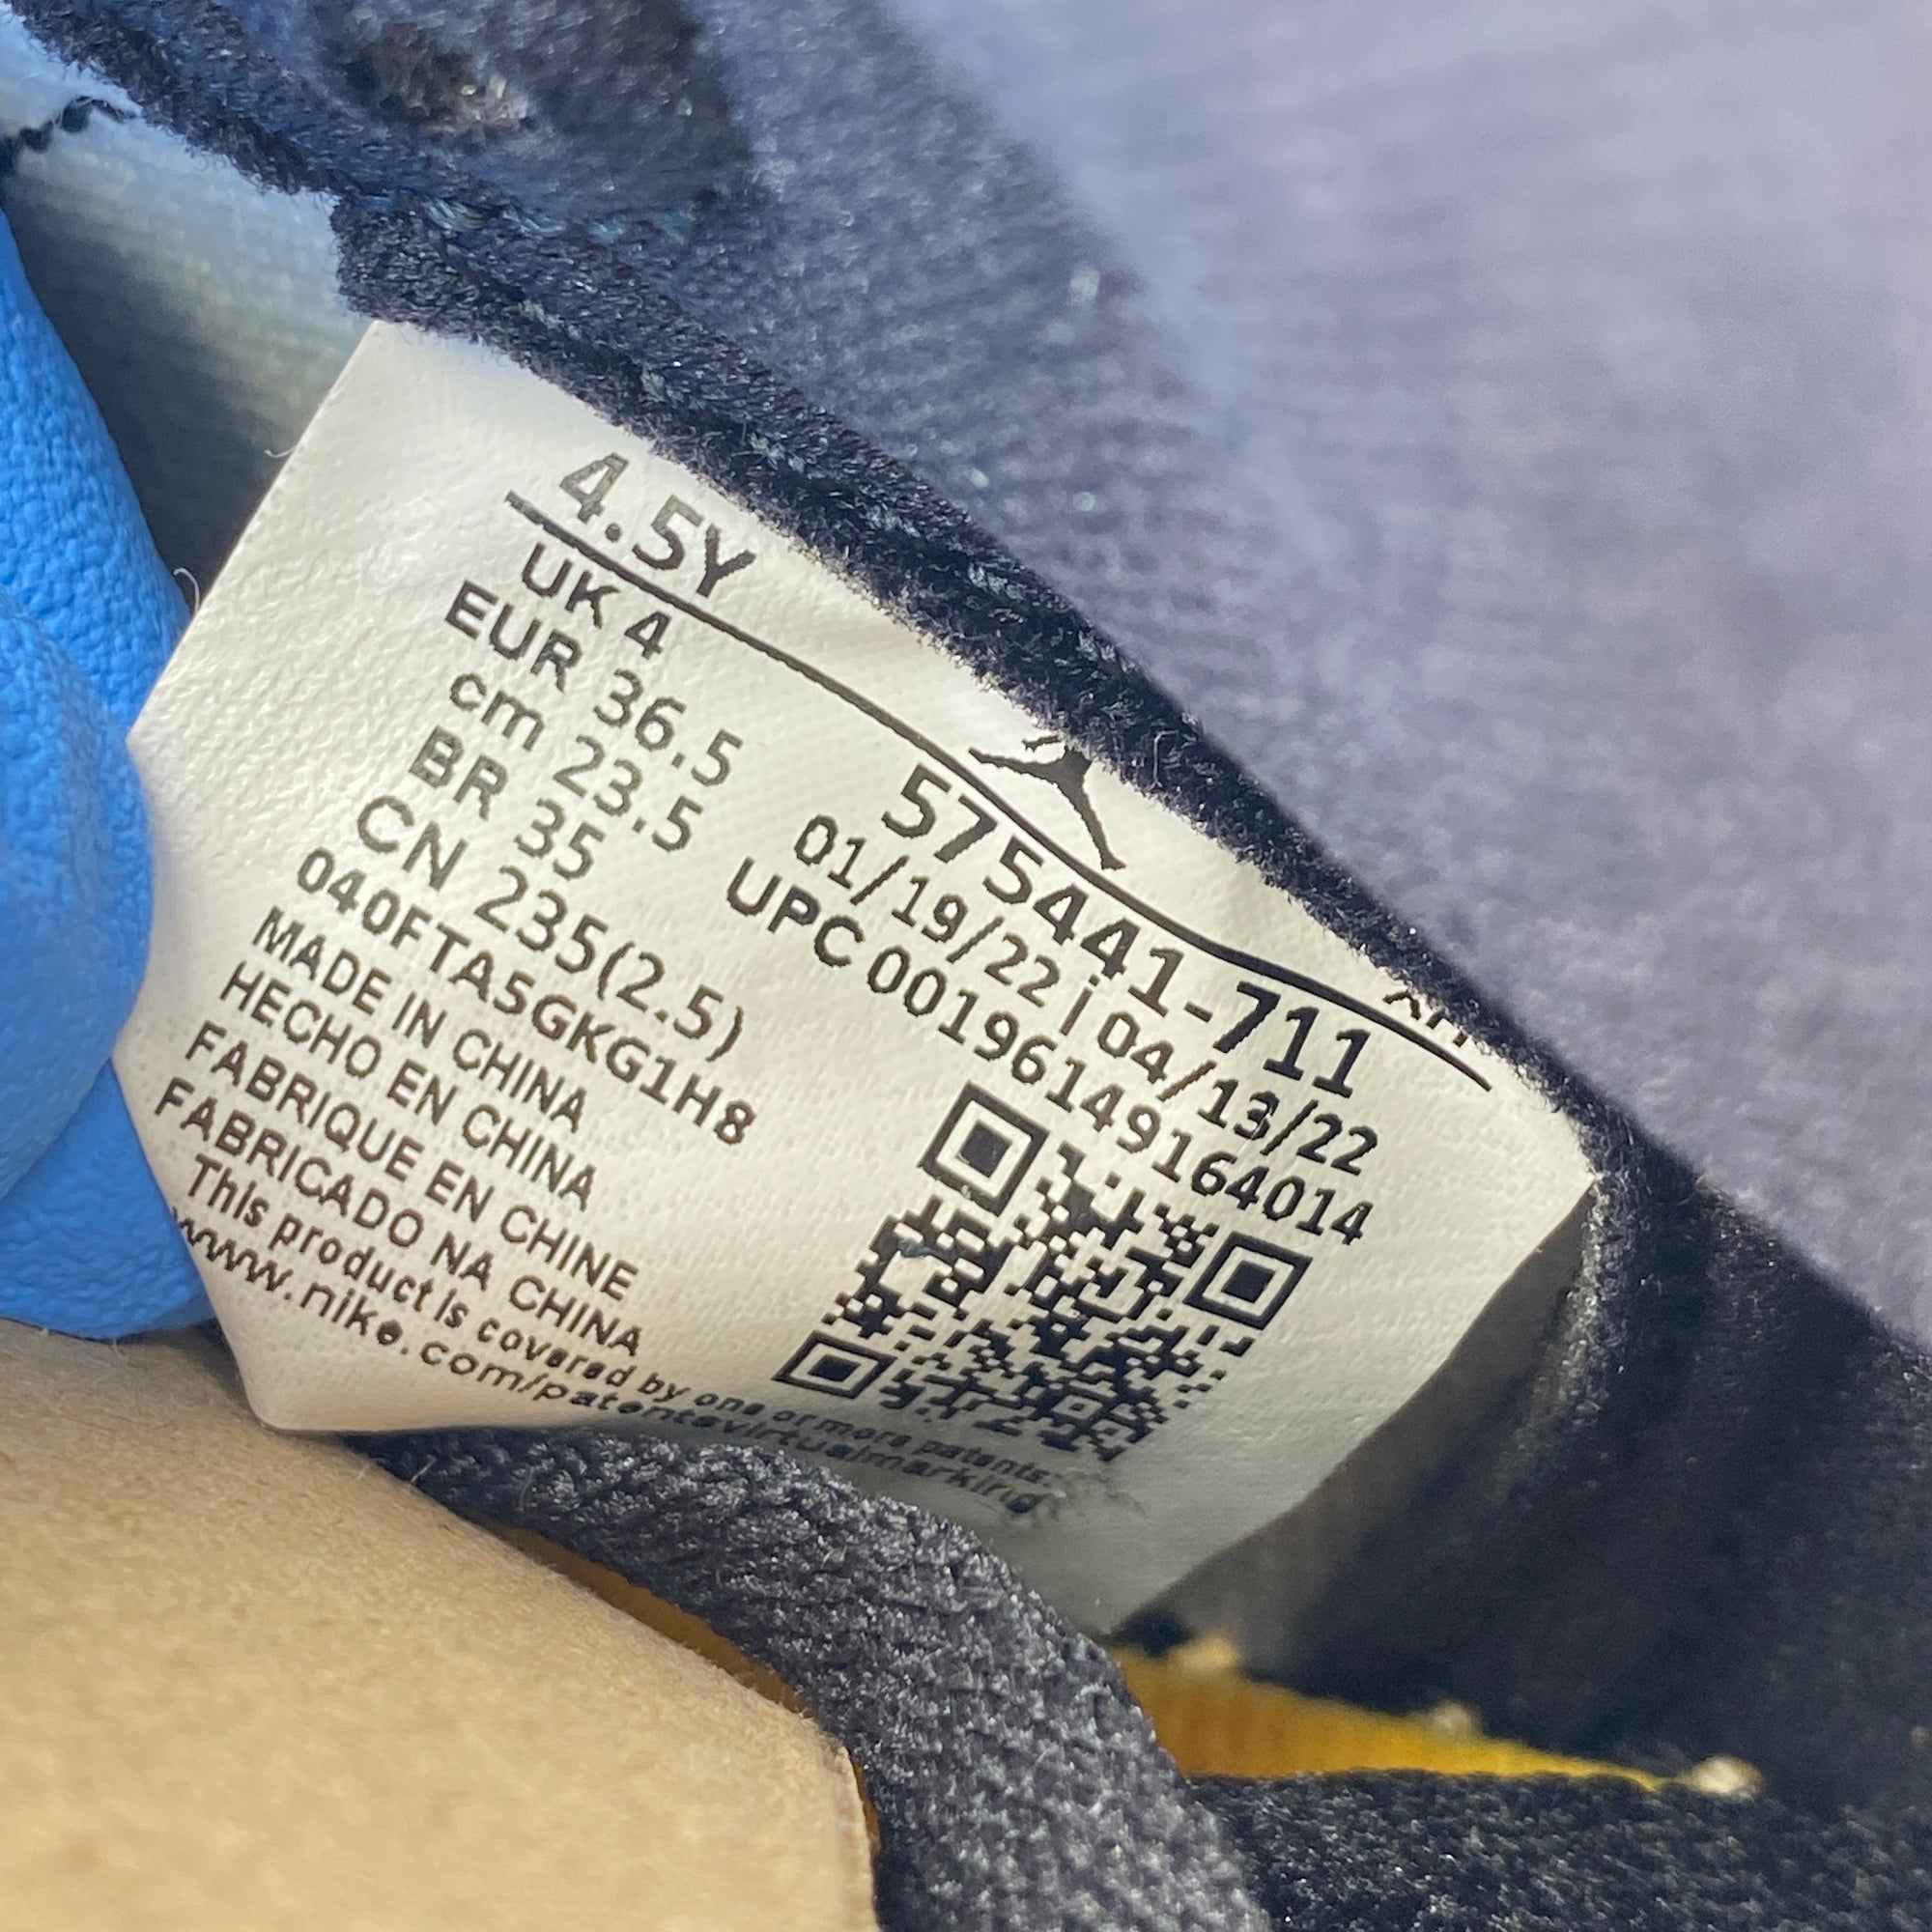 4.5Y
UK 4
EUR 36.5
cm 23.5
BR 35
CN 235(2.5)
040FTA5GKG1H8
MADE IN CHINA
HECHO EN CHINA
FABRIQUE EN CHINE
FABRICADO NA CHINA
This product is covered by one or more patents.
www.nike.com/patentsvirtualmarking
575441-711
01/19/22 i 04/13/22
UPC 00196149164014